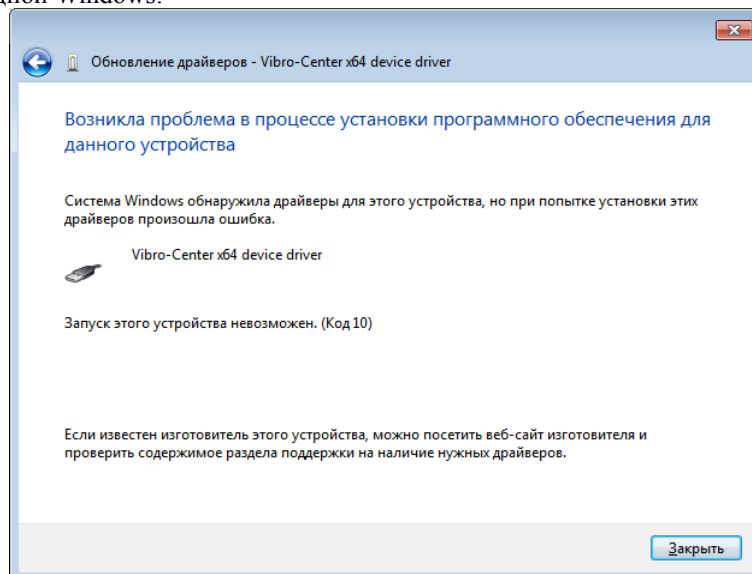 Windows.
Обновление драйверов - Vibro-Center x64 device driver
Возникла проблема в процессе установки программного обеспечения для
данного устройства
Система Windows обнаружила драйверы для этого устройства, но при попытке установки этих
драйверов произошла ошибка.
Vibro-Center x64 device driver
Запуск этого устройства невозможен. (Код 10)
Если известен изготовитель этого устройства, можно посетить веб-сайт изготовителя и
проверить содержимое раздела поддержки на наличие нужных драйверов.
Закрыть